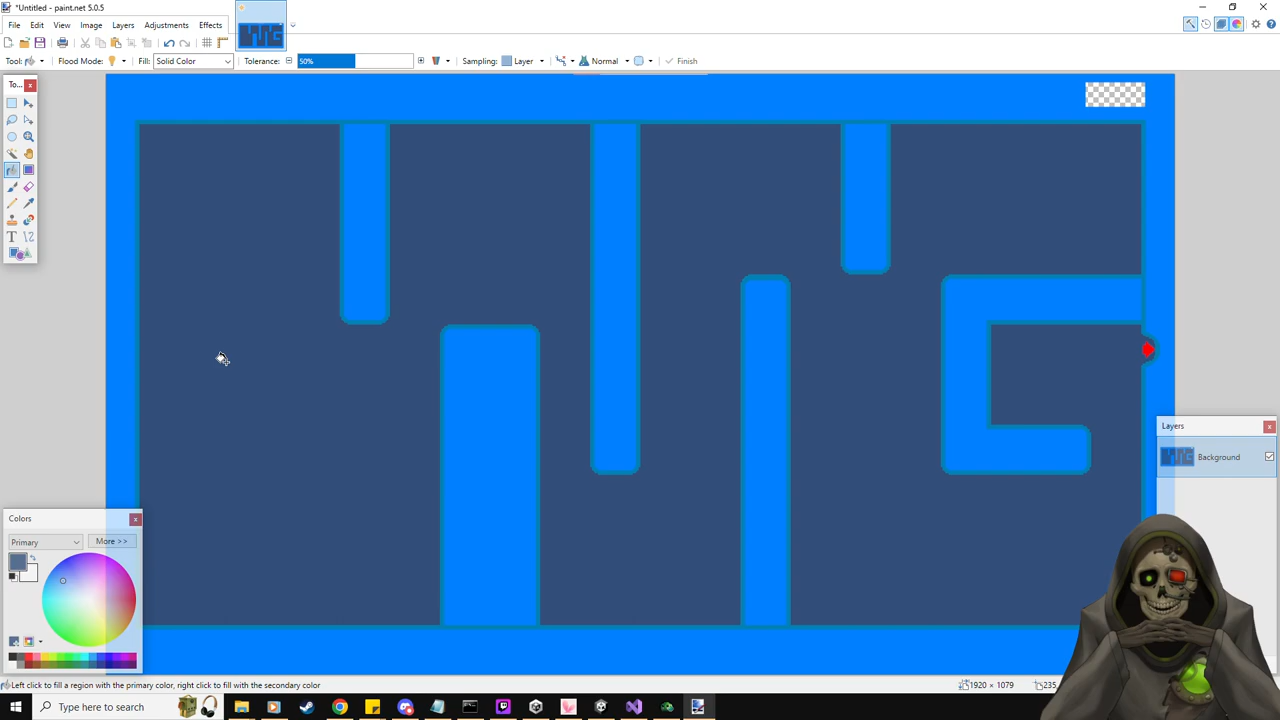 *Untitled - paint.net 5.0.5
File Edit View Image Layers Adjustments Effects
Tool: Flood Mode: Fill: Solid Color Tolerance: 50% Sampling: Layer Normal Finish
To...
Layers
Background
Colors
Primary More >>
Left click to fill a region with the primary color, right click to fill with the secondary color 1920 × 1079 235,
Type here to search